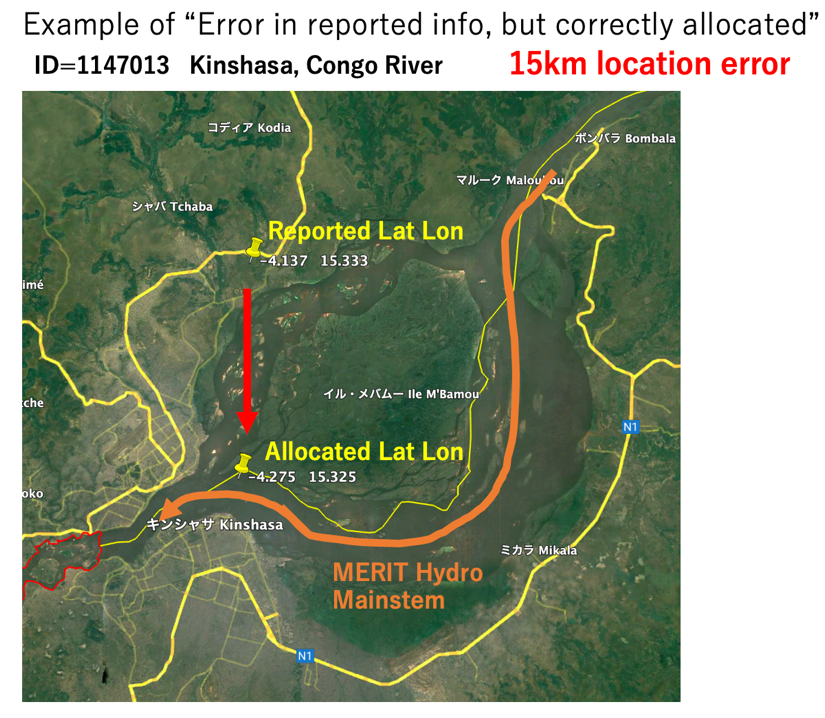 Example of “Error in reported info, but correctly allocated”
ID=1147013 Kinshasa, Congo River
15km location error
コディア Kodia
ボンバラ Bombala
マルーク Maloukou
シャバ Tchaba
Reported Lat Lon
-4.137 15.333
imé
イル・メバムー Ile M'Bamou
che
N1
Allocated Lat Lon
-4.275 15.325
oko
キンシャサ Kinshasa
ミカラ Mikala
MERIT Hydro
Mainstem
N1